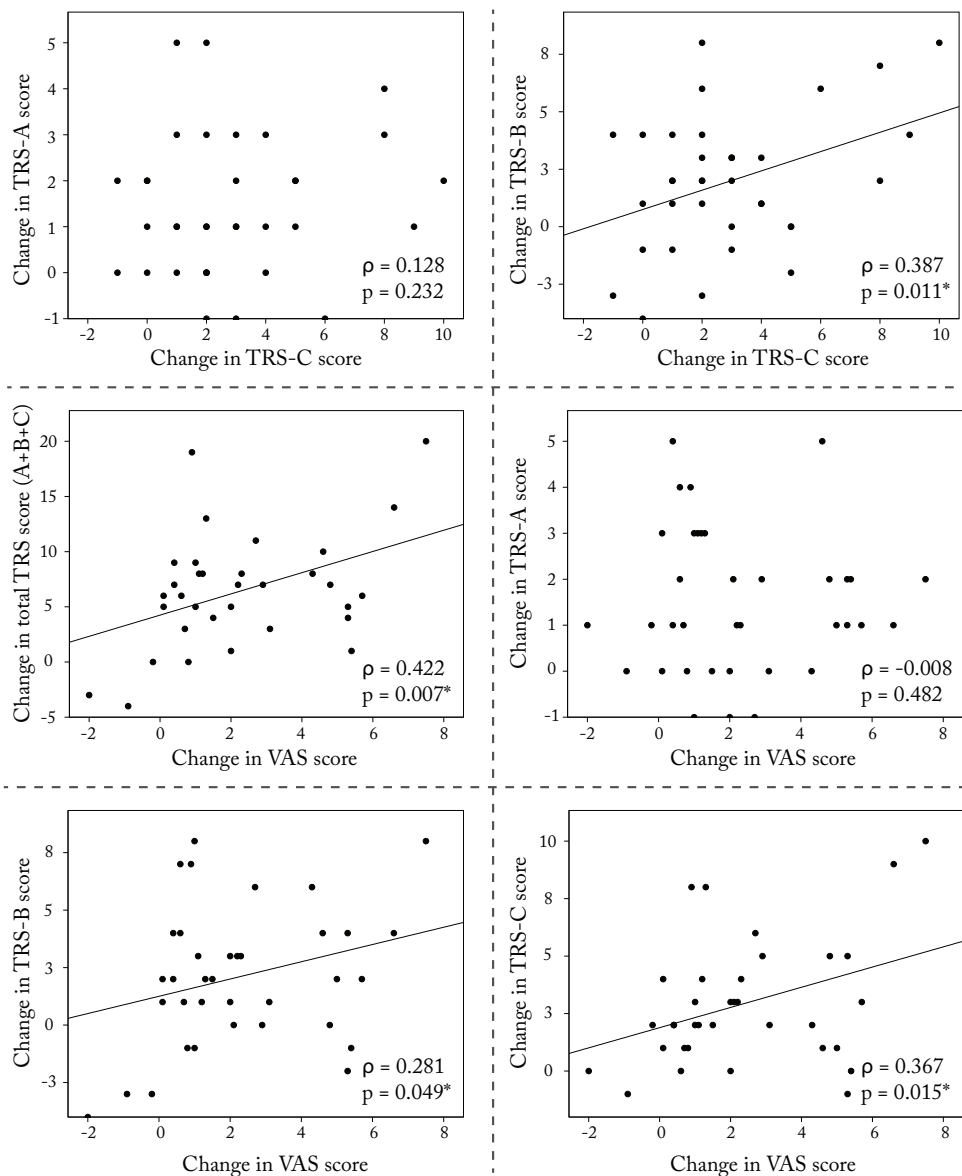 Change in TRS-A score
5
4
3
2
1
0
-1
ρ = 0.128
p = 0.232
-2 0 2 4 6 8 10
Change in TRS-C score
Change in TRS-B score
8
5
3
0
-3
ρ = 0.387
p = 0.011*
-2 0 2 4 6 8 10
Change in TRS-C score
Change in total TRS score (A+B+C)
20
15
10
5
0
-5
ρ = 0.422
p = 0.007*
-2 0 2 4 6 8
Change in VAS score
Change in TRS-A score
5
4
3
2
1
0
-1
ρ = -0.008
p = 0.482
-2 0 2 4 6 8
Change in VAS score
Change in TRS-B score
8
5
3
0
-3
ρ = 0.281
p = 0.049*
-2 0 2 4 6 8
Change in VAS score
Change in TRS-C score
10
8
5
3
0
ρ = 0.367
p = 0.015*
-2 0 2 4 6 8
Change in VAS score